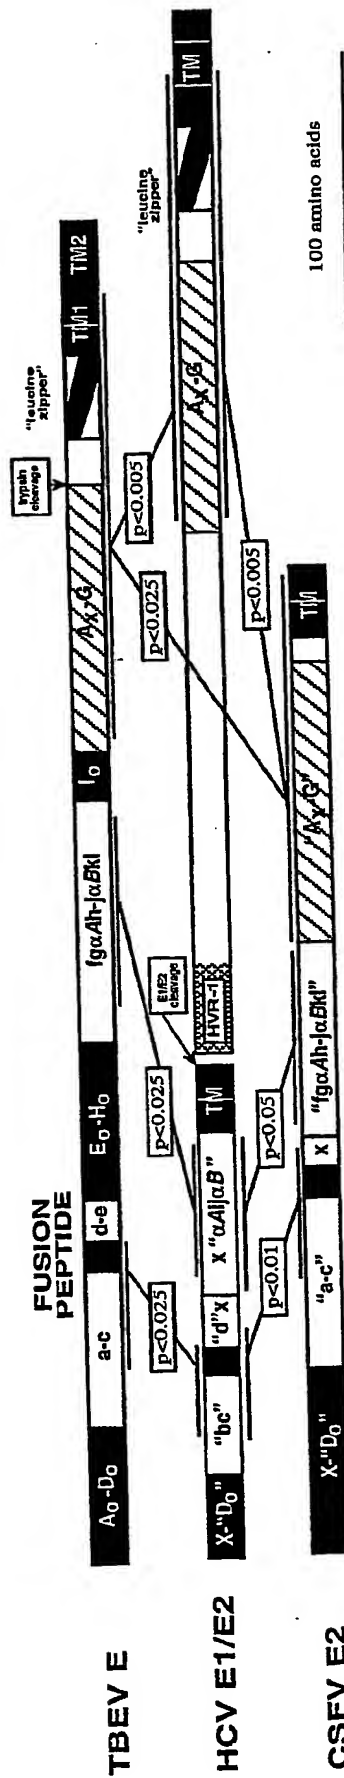 FUSION
PEPTIDE
trypsin
cleavage
"leucine
zipper"
TBEV E
A₀-D₀
a-c
d-e
E₀-H₀
fgαAh-jαBkl
I₀
Aₓ-G
TM1
TM2
p<0.025
p<0.025
p<0.025
p<0.005
E1/E2
cleavage
"leucine
zipper"
HCV E1/E2
X-"D₀"
"bc"
"d"x
x "αAijαB"
TM
HVR-1
Aₓ-G
TM
p<0.01
p<0.05
p<0.005
CSFV E2
X-"D₀"
"a-c"
x
"fgαAh-jαBkl"
"Aₓ-G"
TM
100 amino acids